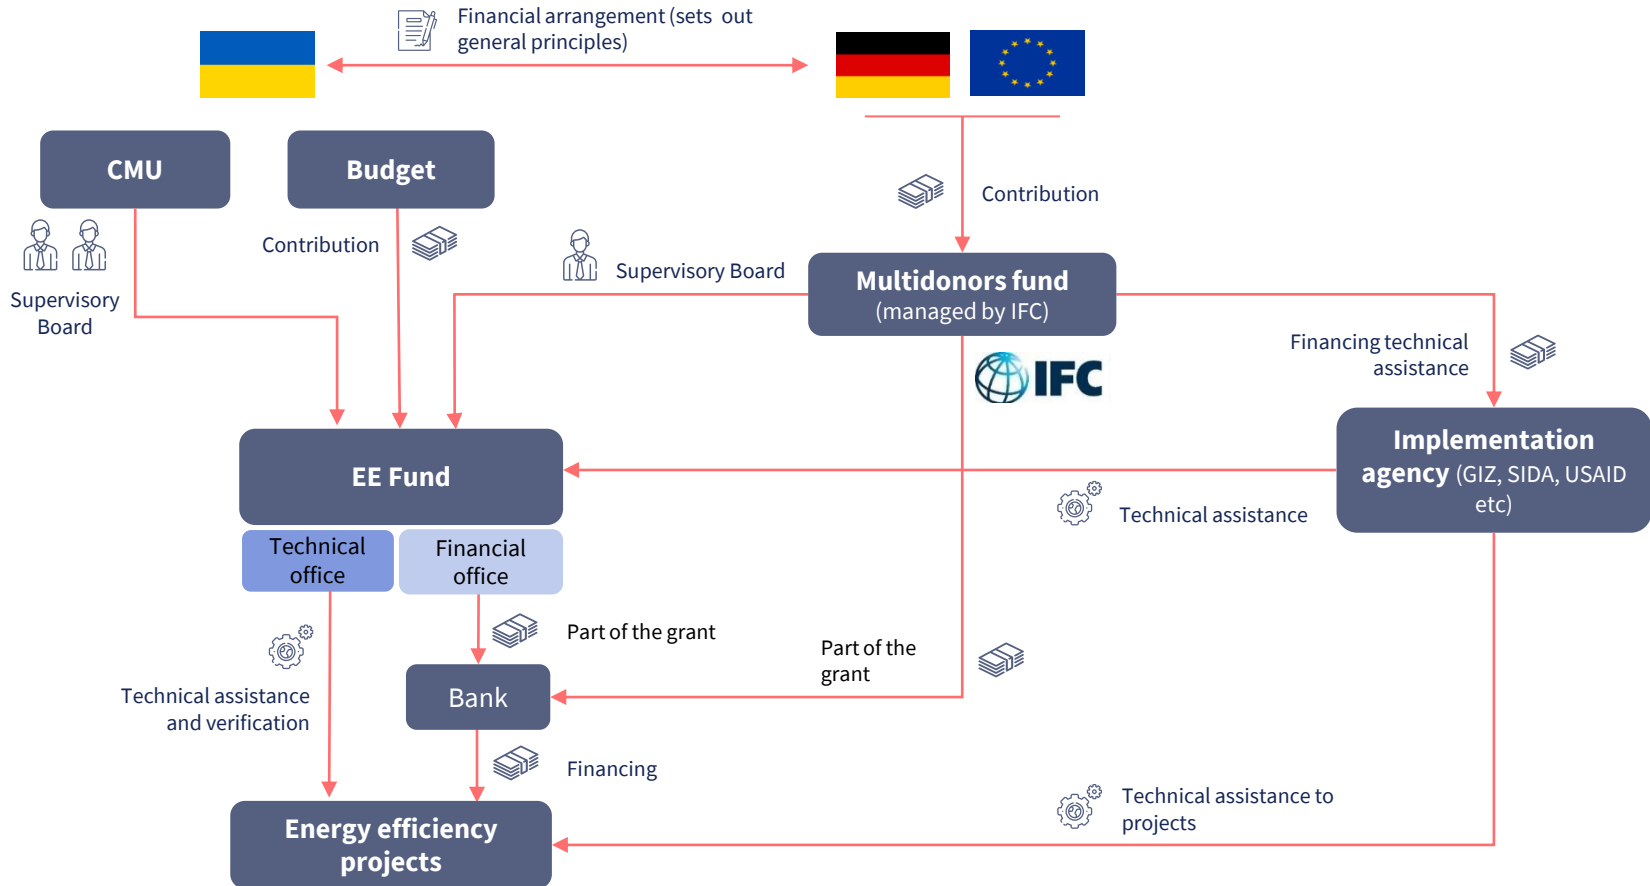 Financial arrangement (sets out
general principles)
CMU
Budget
Contribution
Contribution
Supervisory
Board
Supervisory Board
Multidonors fund
(managed by IFC)
IFC
Financing technical
assistance
EE Fund
Implementation
agency (GIZ, SIDA, USAID
etc)
Technical assistance
Technical
office
Financial
office
Part of the grant
Part of the
grant
Technical assistance
and verification
Bank
Financing
Technical assistance to
projects
Energy efficiency
projects